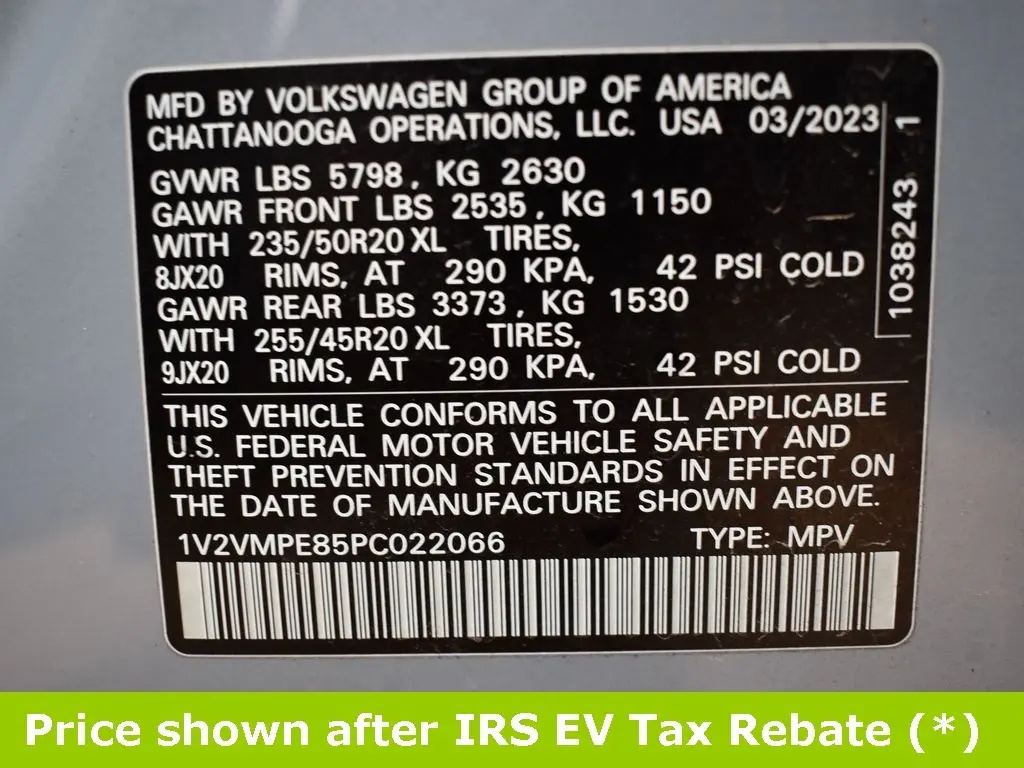 MFD BY VOLKSWAGEN GROUP OF AMERICA
CHATTANOOGA OPERATIONS, LLC. USA 03/2023
GVWR LBS 5798, KG 2630
GAWR FRONT LBS 2535, KG 1150
WITH 235/50R20 XL TIRES,
8JX20 RIMS, AT 290 KPA, 42 PSI COLD
GAWR REAR LBS 3373, KG 1530
WITH 255/45R20 XL TIRES,
9JX20 RIMS, AT 290 KPA, 42 PSI COLD
1038243 1
THIS VEHICLE CONFORMS TO ALL APPLICABLE
U.S. FEDERAL MOTOR VEHICLE SAFETY AND
THEFT PREVENTION STANDARDS IN EFFECT ON
THE DATE OF MANUFACTURE SHOWN ABOVE.
1V2VMPE85PC022066 TYPE: MPV
Price shown after IRS EV Tax Rebate (*)